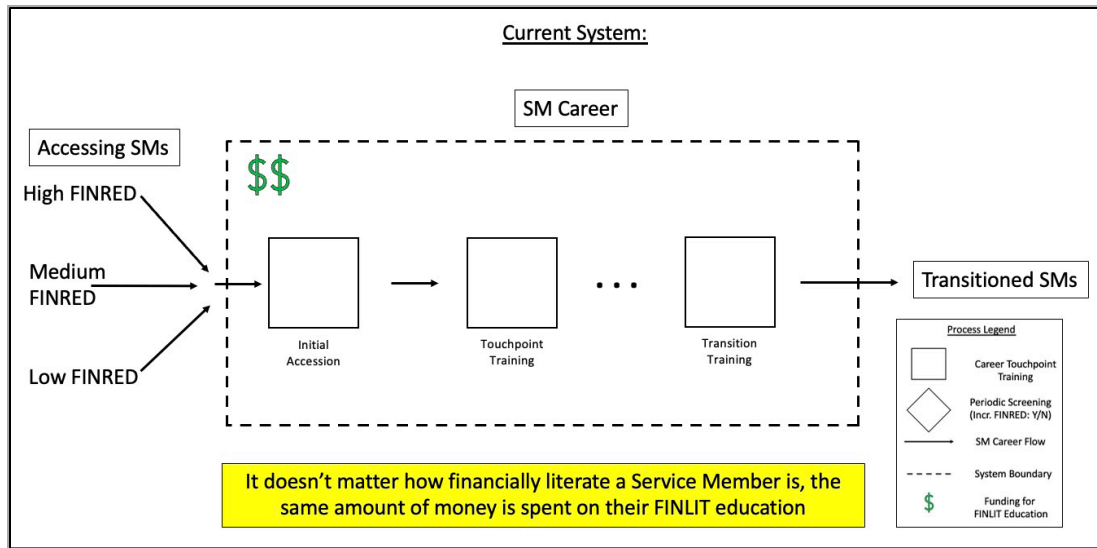 Current System:
SM Career
Accessing SMs
$$
High FINRED
Medium
FINRED
Low FINRED
...
Initial
Accession
Touchpoint
Training
Transition
Training
Transitioned SMs
Process Legend
Career Touchpoint
Training
Periodic Screening
(Incr. FINRED: Y/N)
SM Career Flow
System Boundary
$
Funding for
FINLIT Education
It doesn’t matter how financially literate a Service Member is, the
same amount of money is spent on their FINLIT education